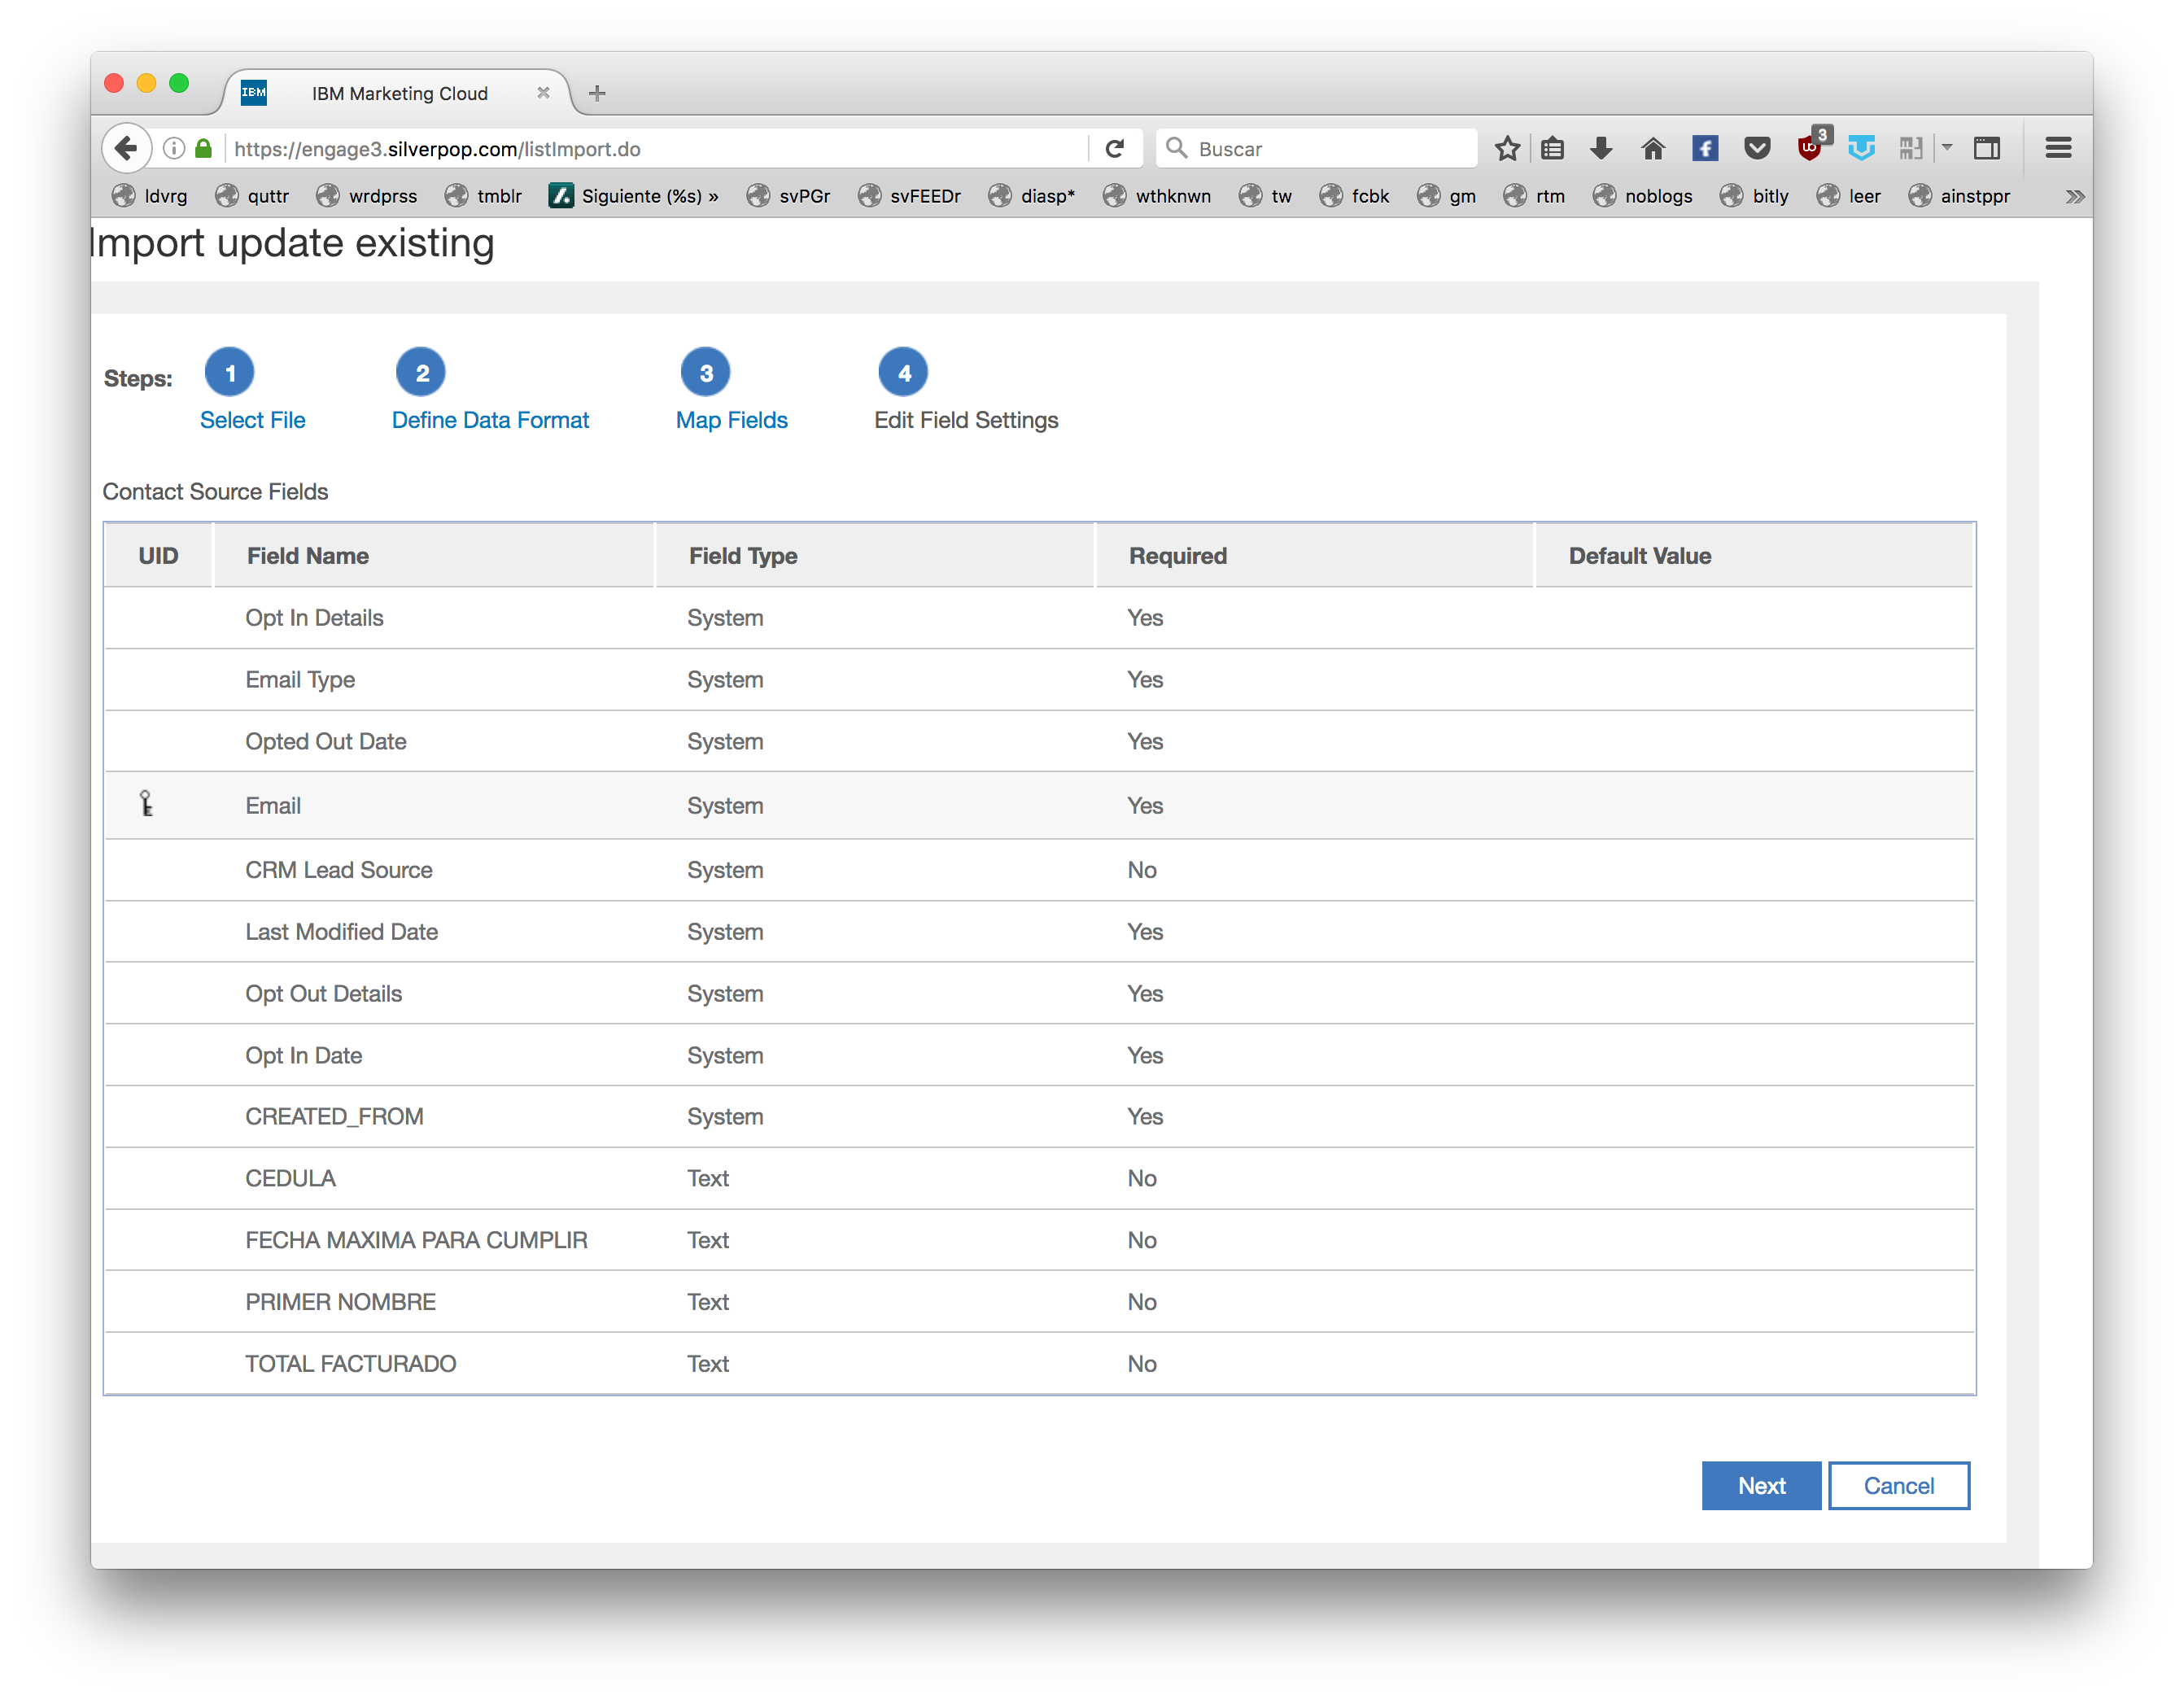 IBM IBM Marketing Cloud
https://engage3.silverpop.com/listImport.do Buscar 3
ldvrg quttr wrdprss tmblr Siguiente (%s) » svPGr svFEEDr diasp* wthknwn tw fcbk gm rtm noblogs bitly leer ainstppr
Import update existing
Steps: 1 2 3 4
Select File Define Data Format Map Fields Edit Field Settings
Contact Source Fields
UID Field Name Field Type Required Default Value
Opt In Details System Yes
Email Type System Yes
Opted Out Date System Yes
Email System Yes
CRM Lead Source System No
Last Modified Date System Yes
Opt Out Details System Yes
Opt In Date System Yes
CREATED_FROM System Yes
CEDULA Text No
FECHA MAXIMA PARA CUMPLIR Text No
PRIMER NOMBRE Text No
TOTAL FACTURADO Text No
Next Cancel